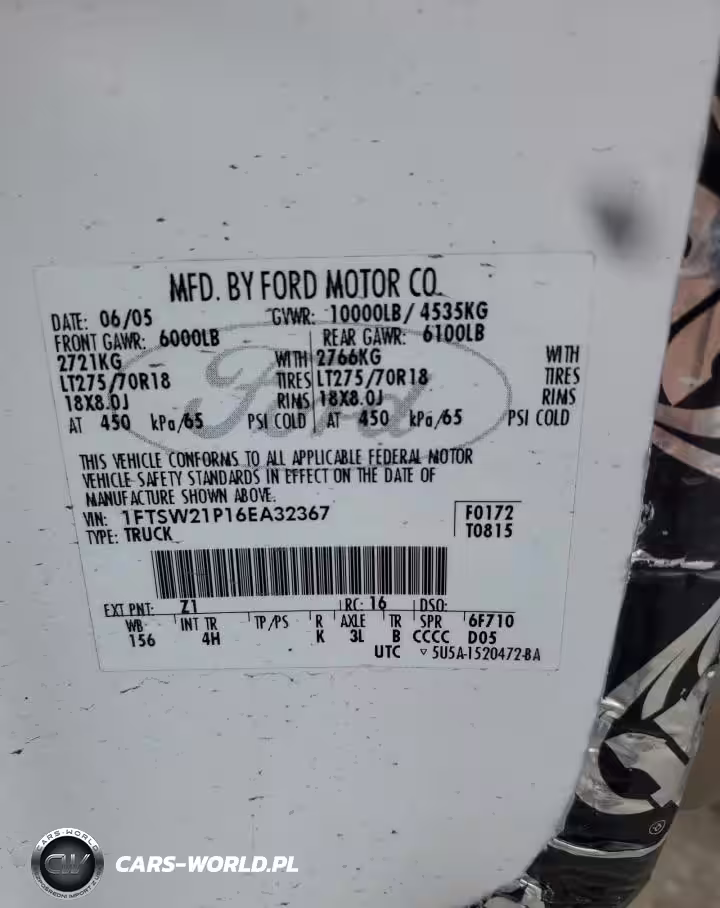 MFD. BY FORD MOTOR CO.
DATE: 06/05 GVWR: 10000LB/ 4535KG
FRONT GAWR: 6000LB REAR GAWR: 6100LB
2721KG WITH 2766KG WITH
LT275/70R18 TIRES LT275/70R18 TIRES
18X8.0J RIMS 18X8.0J RIMS
AT 450 kPa/65 PSI COLD AT 450 kPa/65 PSI COLD
Ford
THIS VEHICLE CONFORMS TO ALL APPLICABLE FEDERAL MOTOR
VEHICLE SAFETY STANDARDS IN EFFECT ON THE DATE OF
MANUFACTURE SHOWN ABOVE.
VIN: 1FTSW21P16EA32367 F0172
TYPE: TRUCK T0815
EXT PNT: Z1 RC: 16 DSO:
WB INT TR TP/PS R AXLE TR SPR 6F710
156 4H K 3L B CCCC D05
UTC ▿ 5U5A-1520472-BA
CARS-WORLD
CW
CARS-WORLD.PL